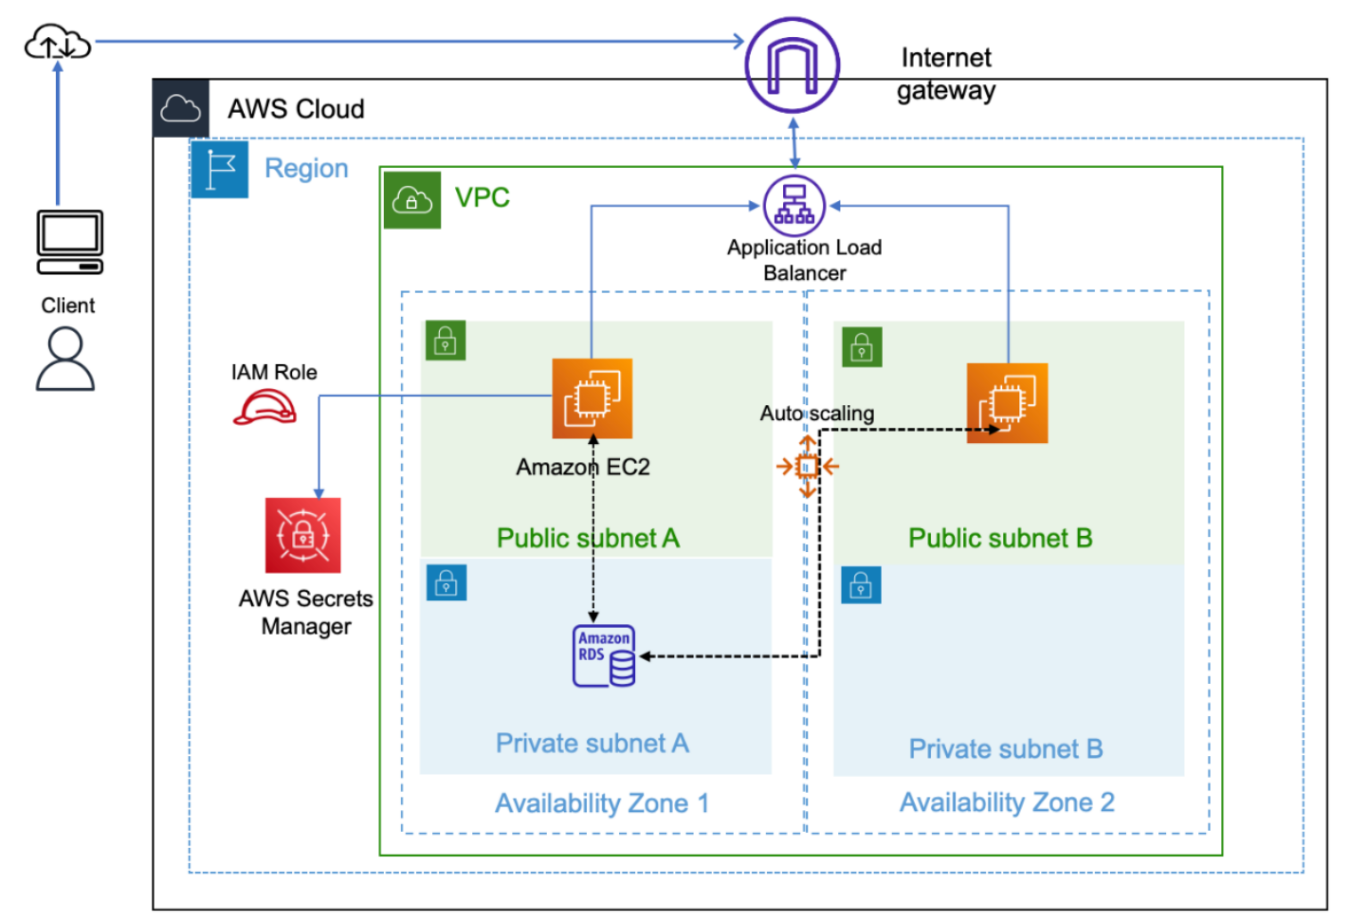 Internet
gateway
AWS Cloud
Region
VPC
Application Load
Balancer
Client
IAM Role
Auto scaling
Amazon EC2
Public subnet A
Public subnet B
AWS Secrets
Manager
Amazon
RDS
Private subnet A
Private subnet B
Availability Zone 1
Availability Zone 2